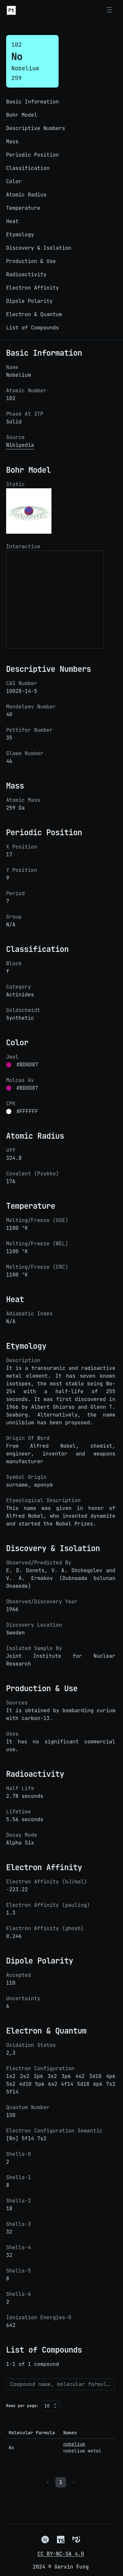 Pt
102
No
Nobelium
259
Basic Information
Bohr Model
Descriptive Numbers
Mass
Periodic Position
Classification
Color
Atomic Radius
Temperature
Heat
Etymology
Discovery & Isolation
Production & Use
Radioactivity
Electron Affinity
Dipole Polarity
Electron & Quantum
List of Compounds
Basic Information
Name
Nobelium
Atomic Number
102
Phase At STP
Solid
Source
Wikipedia
Bohr Model
Static
Interactive
Descriptive Numbers
CAS Number
10028-14-5
Mendeleev Number
40
Pettifor Number
35
Glawe Number
46
Mass
Atomic Mass
259 Da
Periodic Position
X Position
17
Y Position
9
Period
7
Group
N/A
Classification
Block
f
Category
Actinides
Goldschmidt
Synthetic
Color
Jmol
#BD0D87
Molcas Gv
#BD0D87
CPK
#FFFFFF
Atomic Radius
Uff
324.8
Covalent (Pyykko)
176
Temperature
Melting/Freeze (USE)
1100 °K
Melting/Freeze (WEL)
1100 °K
Melting/Freeze (CRC)
1100 °K
Heat
Adiabatic Index
N/A
Etymology
Description
It is a transuranic and radioactive
metal element. It has seven known
isotopes, the most stable being No-
254 with a half-life of 255
seconds. It was first discovered in
1966 by Albert Ghiorso and Glenn T.
Seaborg. Alternatively, the name
unnilbium has been proposed.
Origin Of Word
From Alfred Nobel, chemist,
engineer, inventor and weapons
manufacturer
Symbol Origin
surname, eponym
Etymological Description
This name was given in honor of
Alfred Nobel, who invented dynamite
and started the Nobel Prizes.
Discovery & Isolation
Observed/Predicted By
E. D. Donets, V. A. Shchegolev and
V. A. Ermakov (Dubnaada bolunan
Dnaeede)
Observed/Discovery Year
1966
Discovery Location
Sweden
Isolated Sample By
Joint Institute for Nuclear
Research
Production & Use
Sources
It is obtained by bombarding curium
with carbon-13.
Uses
It has no significant commercial
use.
Radioactivity
Half Life
2.78 seconds
Lifetime
5.56 seconds
Decay Mode
Alpha Six
Electron Affinity
Electron Affinity (kJ/mol)
-223.22
Electron Affinity (pauling)
1.3
Electron Affinity (ghosh)
0.246
Dipole Polarity
Accepted
110
Uncertainty
6
Electron & Quantum
Oxidation States
2,3
Electron Configuration
1s2 2s2 2p6 3s2 3p6 4s2 3d10 4p6
5s2 4d10 5p6 6s2 4f14 5d10 6p6 7s2
5f14
Quantum Number
1S0
Electron Configuration Semantic
[Rn] 5f14 7s2
Shells-0
2
Shells-1
8
Shells-2
18
Shells-3
32
Shells-4
32
Shells-5
8
Shells-6
2
Ionization Energies-0
642
List of Compounds
1-1 of 1 compound
Compound name, molecular formul…
Rows per page: 10
Molecular Formula Names
No
nobelium
nobelium metal
1
CC BY-NC-SA 4.0
2024 © Gervin Fung